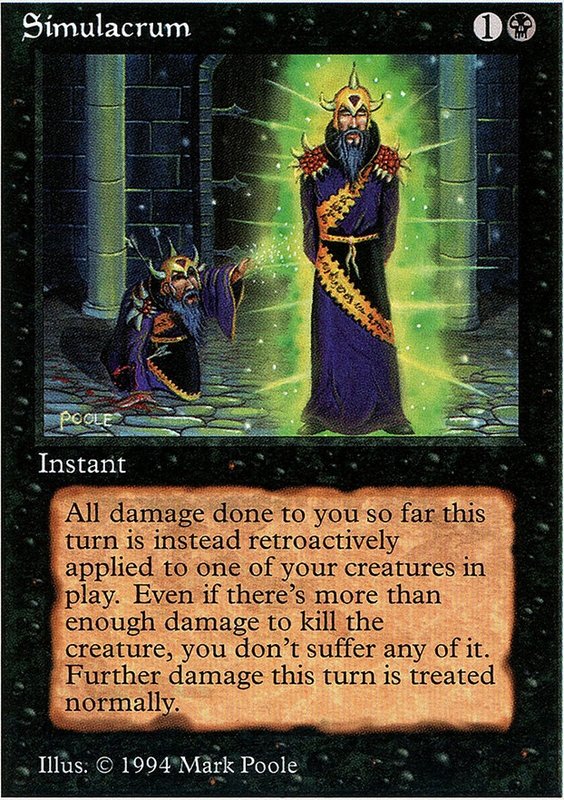 Simulacrum 1
POOLE
Instant
All damage done to you so far this
turn is instead retroactively
applied to one of your creatures in
play. Even if there's more than
enough damage to kill the
creature, you don't suffer any of it.
Further damage this turn is treated
normally.
Illus. © 1994 Mark Poole